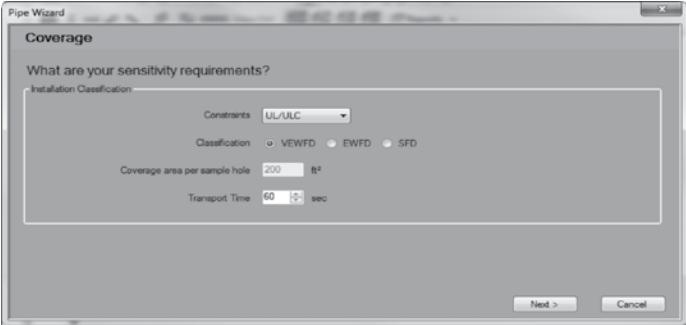 Pipe Wizard
Coverage
What are your sensitivity requirements?
Installation Classification
Constraints UL/ULC
Classification VEWFD EWFD SFD
Coverage area per sample hole 200 ft²
Transport Time 60 sec
Next > Cancel